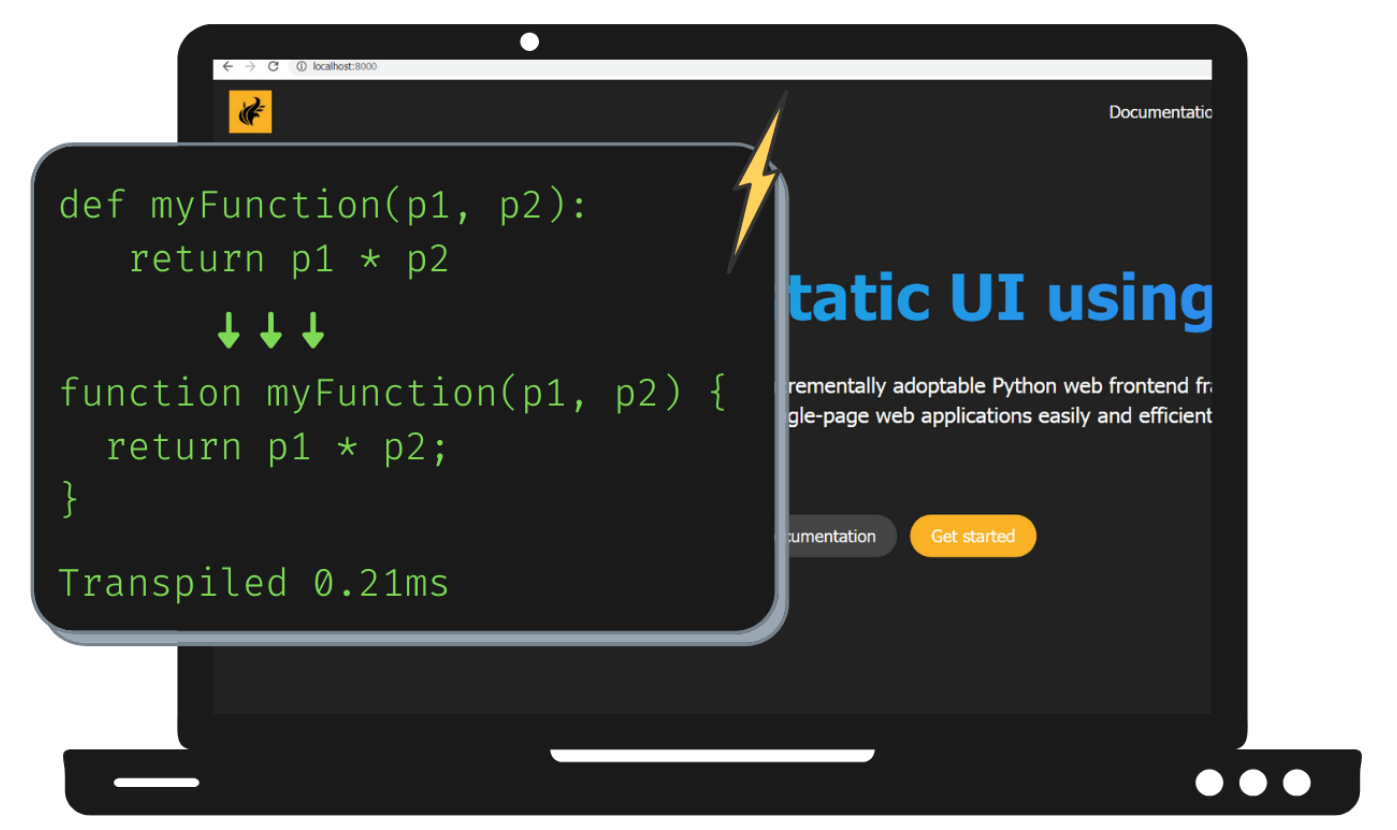 localhost:8000
Documentatio
def myFunction(p1, p2):
return p1 * p2
function myFunction(p1, p2) {
return p1 * p2;
}
Transpiled 0.21ms
tatic UI using
rementally adoptable Python web frontend fr
gle-page web applications easily and efficient
cumentation
Get started